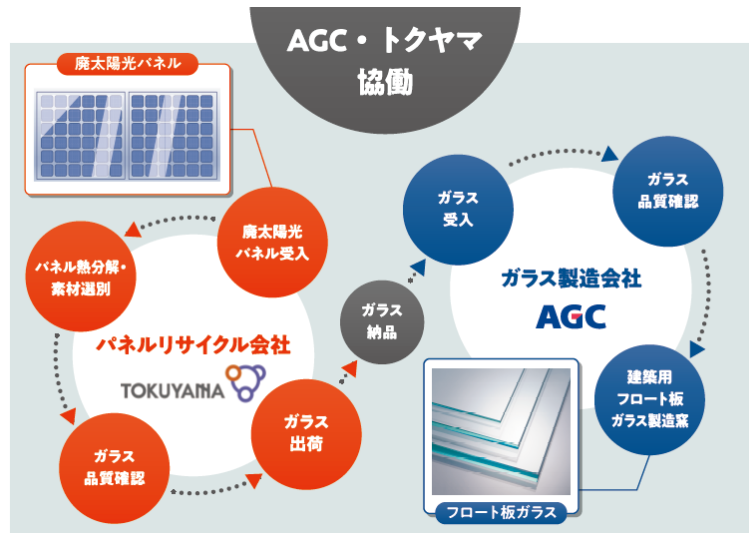 AGC・トクヤマ
協働
廃太陽光パネル
廃太陽光
パネル受入
パネル熱分解・
素材選別
パネルリサイクル会社
TOKUYAMA
ガラス
品質確認
ガラス
出荷
ガラス
納品
ガラス
受入
ガラス
品質確認
ガラス製造会社
AGC
建築用
フロート板
ガラス製造窯
フロート板ガラス